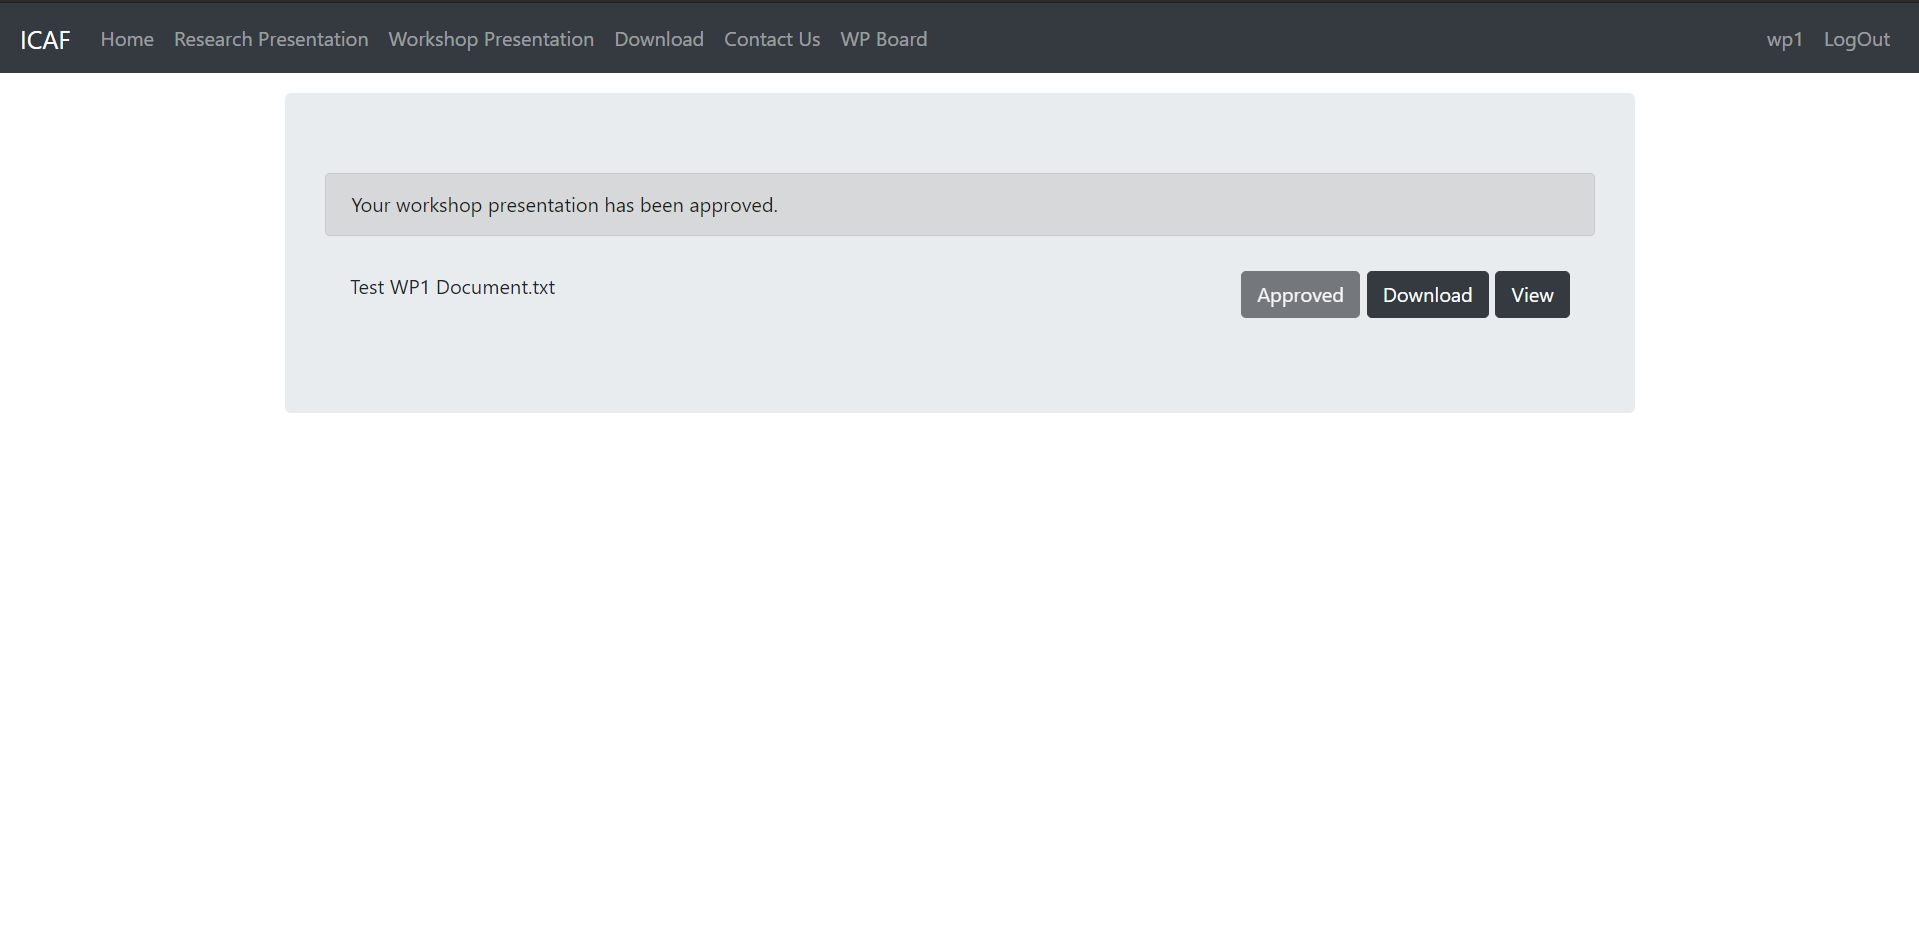 ICAF Home Research Presentation Workshop Presentation Download Contact Us WP Board wp1 LogOut
Your workshop presentation has been approved.
Test WP1 Document.txt Approved Download View